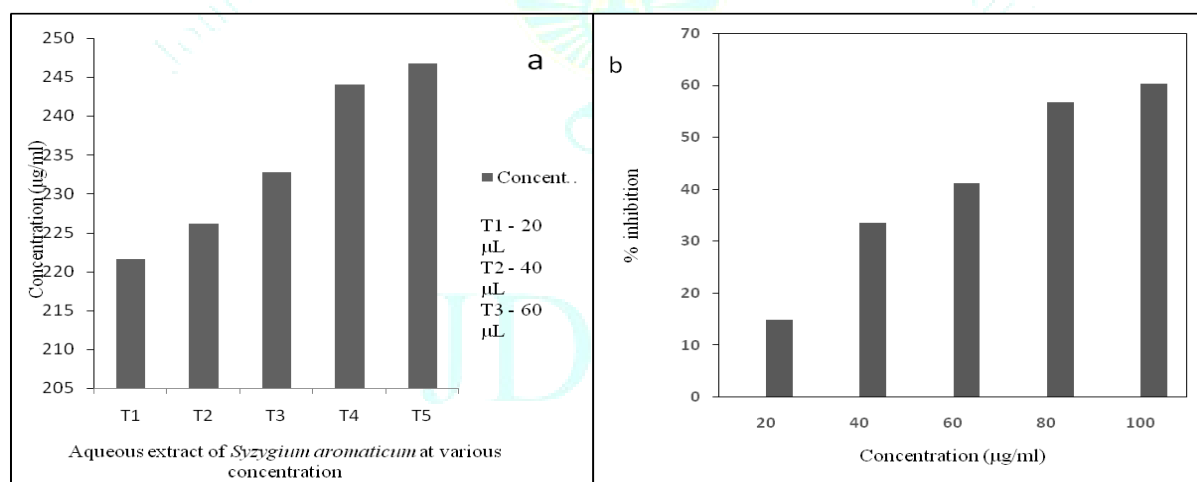 a
Concentration (µg/ml)
250
245
240
235
230
225
220
215
210
205
T1 T2 T3 T4 T5
Aqueous extract of Syzygium aromaticum at various
concentration
Concent..
T1 - 20
µL
T2 - 40
µL
T3 - 60
µL
b
% inhibition
70
60
50
40
30
20
10
0
20 40 60 80 100
Concentration (µg/ml)
JD